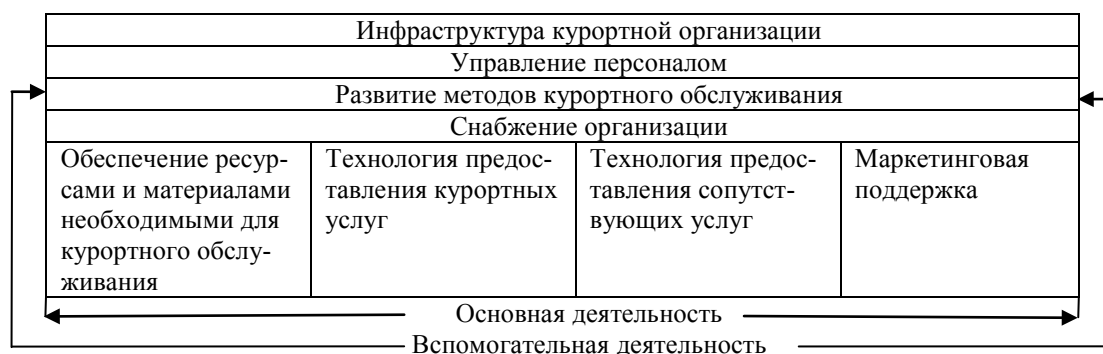 Инфраструктура курортной организации
Управление персоналом
Развитие методов курортного обслуживания
Снабжение организации
Обеспечение ресур-
сами и материалами
необходимыми для
курортного обслу-
живания
Технология предос-
тавления курортных
услуг
Технология предос-
тавления сопутст-
вующих услуг
Маркетинговая
поддержка
Основная деятельность
Вспомогательная деятельность